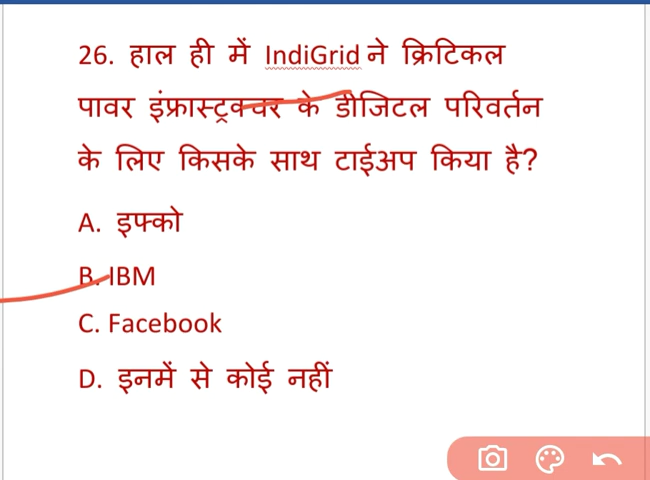 26. हाल ही में IndiGrid ने क्रिटिकल
पावर इंफ्रास्ट्रक्चर के डीजिटल परिवर्तन
के लिए किसके साथ टाईअप किया है?
A. इफ्को
B. IBM
C. Facebook
D. इनमें से कोई नहीं